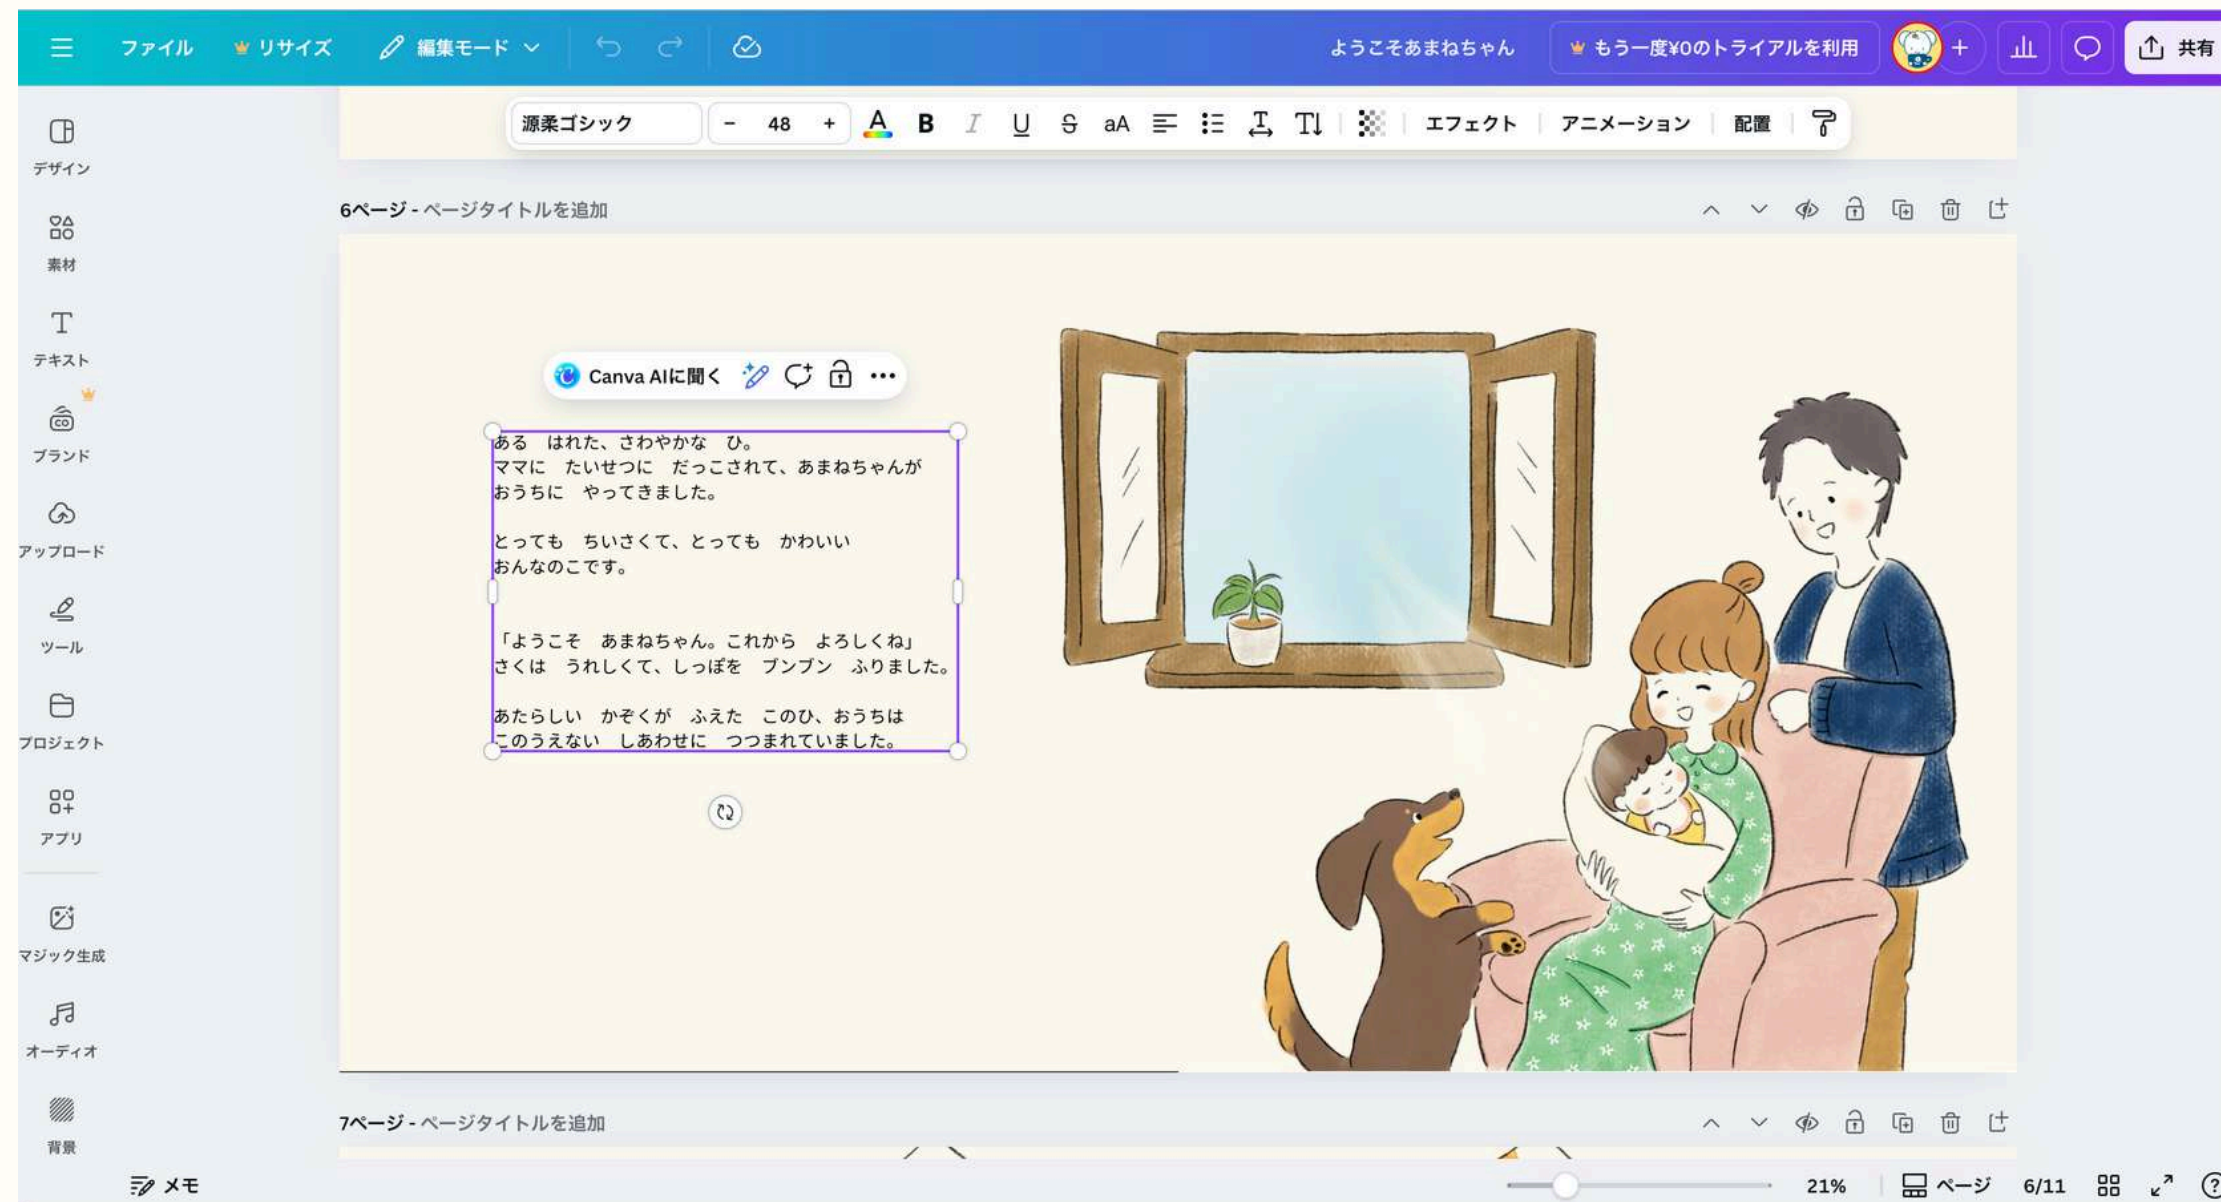 ファイル
リサイズ
編集モード
ようこそあまねちゃん
もう一度¥0のトライアルを利用
共有
源柔ゴシック
- 48 +
A B I U S aA
エフェクト
アニメーション
配置
デザイン
素材
テキスト
ブランド
アップロード
ツール
プロジェクト
アプリ
マジック生成
オーディオ
背景
6ページ - ページタイトルを追加
Canva AIに聞く
ある　はれた、さわやかな　ひ。
ママに　たいせつに　だっこされて、あまねちゃんが
おうちに　やってきました。
とっても　ちいさくて、とっても　かわいい
おんなのこです。
「ようこそ　あまねちゃん。これから　よろしくね」
さくは　うれしくて、しっぽを　ブンブン　ふりました。
あたらしい　かぞくが　ふえた　このひ、おうちは
このうえない　しあわせに　つつまれていました。
7ページ - ページタイトルを追加
メモ
21%
ページ
6/11